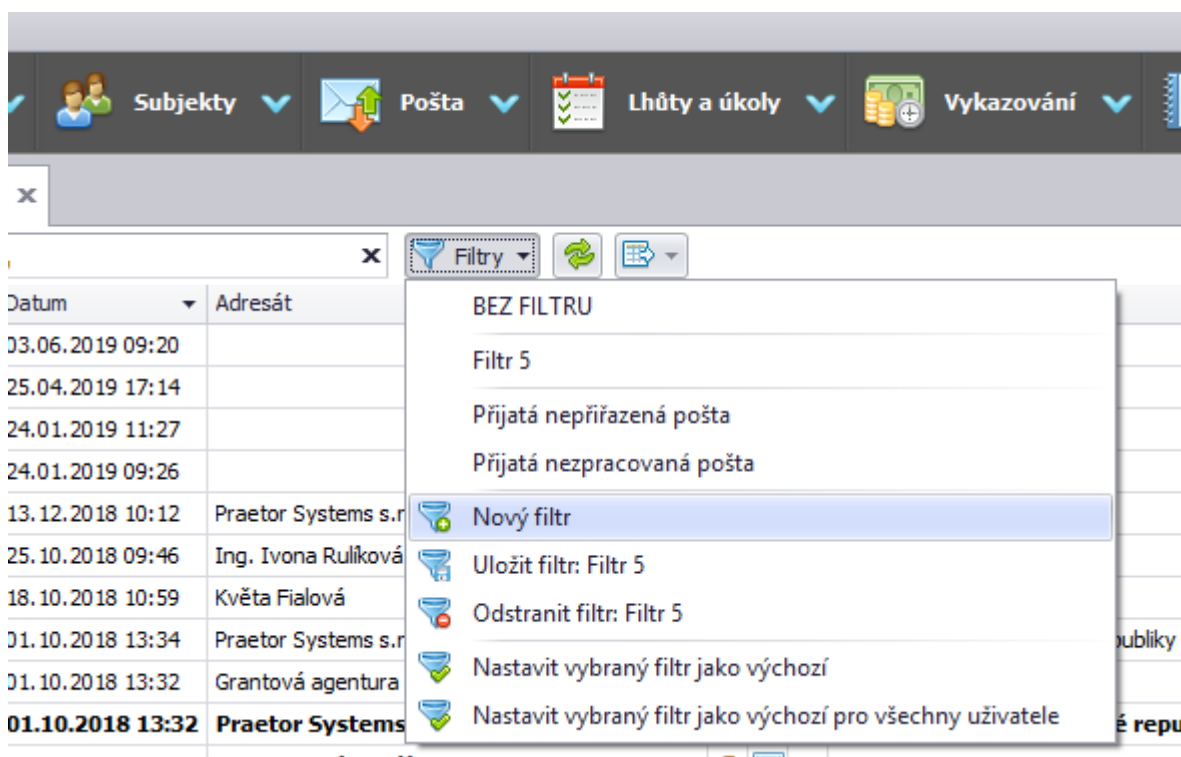 Subjekty Pošta Lhůty a úkoly Vykazování
Filtry
Datum Adresát
BEZ FILTRU
03.06.2019 09:20
Filtr 5
25.04.2019 17:14
Přijatá nepřiřazená pošta
24.01.2019 11:27
Přijatá nezpracovaná pošta
24.01.2019 09:26
13.12.2018 10:12 Praetor Systems s.r
Nový filtr
25.10.2018 09:46 Ing. Ivona Rulíková
Uložit filtr: Filtr 5
18.10.2018 10:59 Květa Fialová
Odstranit filtr: Filtr 5
01.10.2018 13:34 Praetor Systems s.r
publiky
Nastavit vybraný filtr jako výchozí
01.10.2018 13:32 Grantová agentura
Nastavit vybraný filtr jako výchozí pro všechny uživatele
01.10.2018 13:32 Praetor Systems
é repu